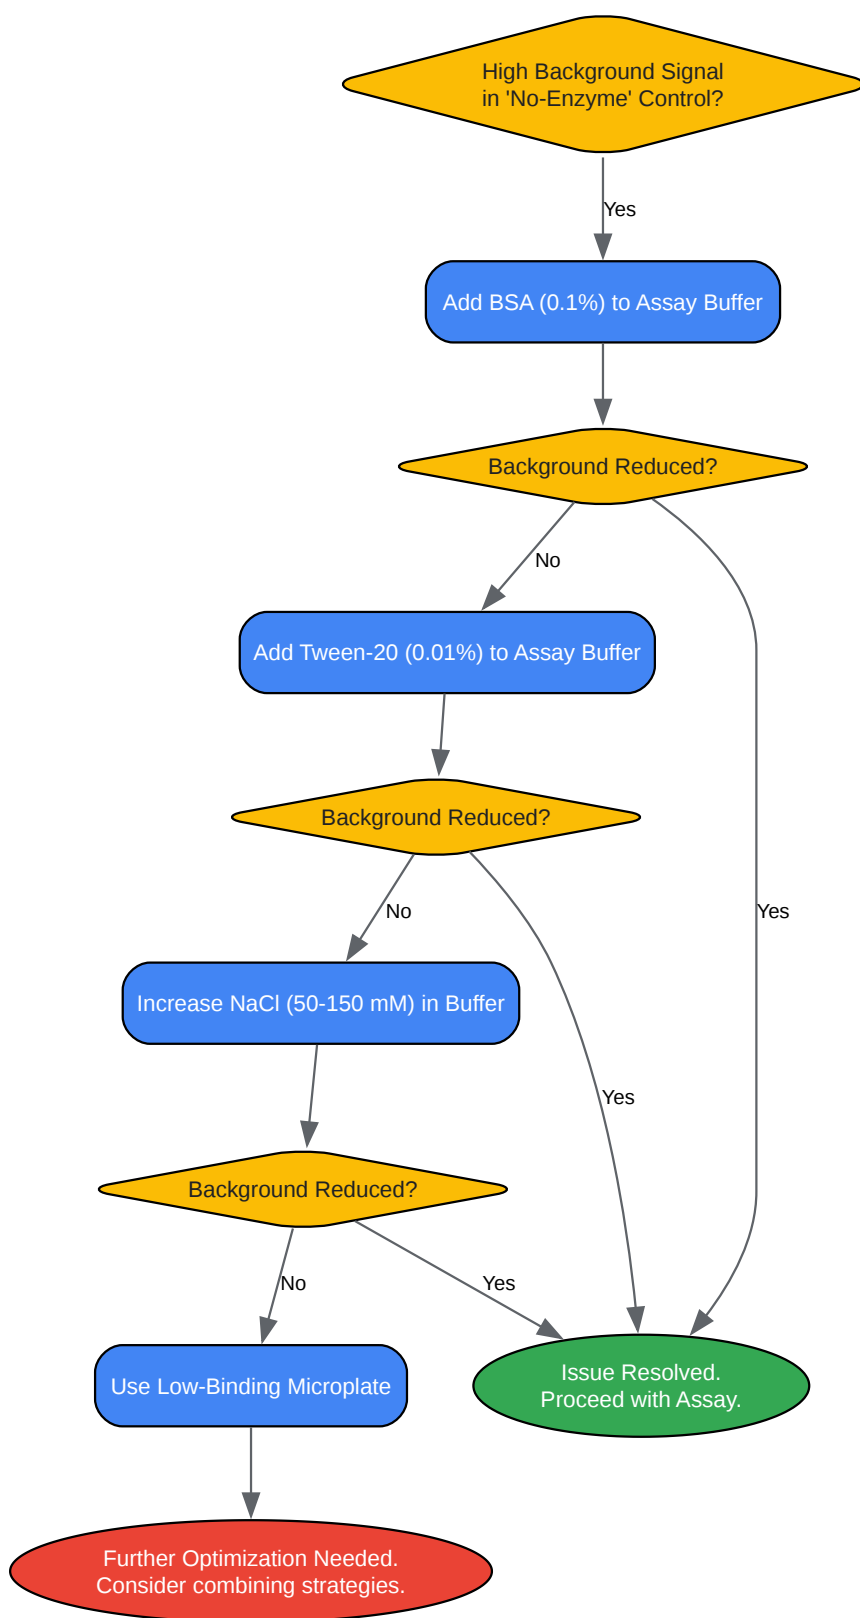 High Background Signal
in 'No-Enzyme' Control?
Yes
Add BSA (0.1%) to Assay Buffer
Background Reduced?
No
Add Tween-20 (0.01%) to Assay Buffer
Background Reduced?
No
Yes
Increase NaCl (50-150 mM) in Buffer
Yes
Background Reduced?
No
Yes
Use Low-Binding Microplate
Issue Resolved.
Proceed with Assay.
Further Optimization Needed.
Consider combining strategies.